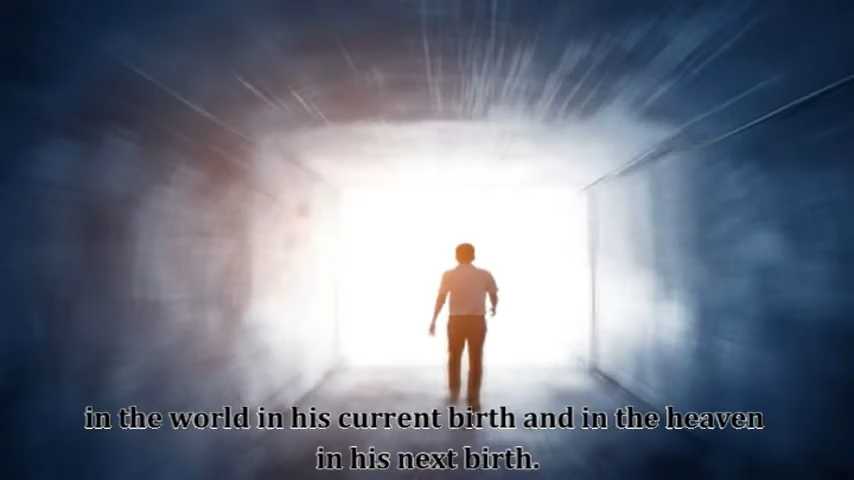 in the world in his current birth and in the heaven
in his next birth.